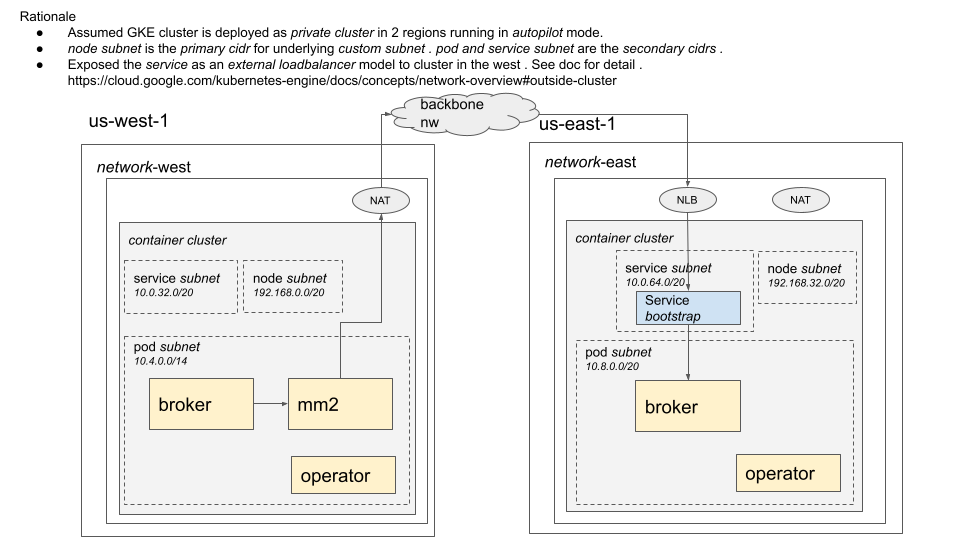 Rationale
● Assumed GKE cluster is deployed as private cluster in 2 regions running in autopilot mode.
● node subnet is the primary cidr for underlying custom subnet . pod and service subnet are the secondary cidrs .
● Exposed the service as an external loadbalancer model to cluster in the west . See doc for detail .
https://cloud.google.com/kubernetes-engine/docs/concepts/network-overview#outside-cluster
backbone
nw
us-west-1
network-west
NAT
container cluster
service subnet
10.0.32.0/20
node subnet
192.168.0.0/20
pod subnet
10.4.0.0/14
broker
mm2
operator
us-east-1
network-east
NLB
NAT
container cluster
service subnet
10.0.64.0/20
Service
bootstrap
node subnet
192.168.32.0/20
pod subnet
10.8.0.0/20
broker
operator